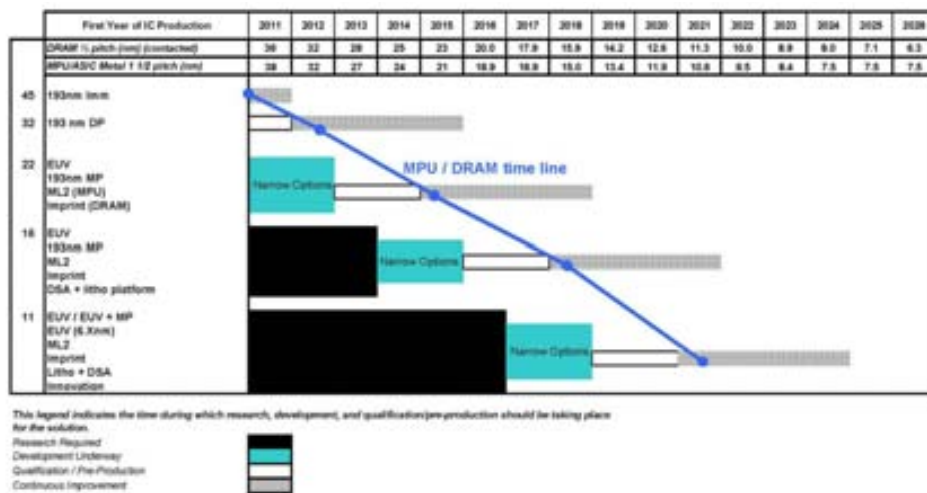 First Year of IC Production 2011 2012 2013 2014 2015 2016 2017 2018 2019 2020 2021 2022 2023 2024 2025 2026
DRAM ½ pitch (nm) (contacted) 36 32 28 25 23 20.0 17.9 15.9 14.2 12.6 11.3 10.0 8.9 8.0 7.1 6.3
MPU/ASIC Metal 1 1/2 pitch (nm) 38 32 27 24 21 18.9 16.9 15.0 13.4 11.9 10.6 9.5 8.4 7.5 7.5 7.5
45 193nm Imm
32 193 nm DP
22 EUV
193nm MP
ML2 (MPU)
Imprint (DRAM)
Narrow Options
MPU / DRAM time line
16 EUV
193nm MP
ML2
Imprint
DSA + litho platform
Narrow Options
11 EUV / EUV + MP
EUV (6.Xnm)
ML2
Imprint
Litho + DSA
Innovation
Narrow Options
This legend indicates the time during which research, development, and qualification/pre-production should be taking place
for the solution.
Research Required
Development Underway
Qualification / Pre-Production
Continuous Improvement